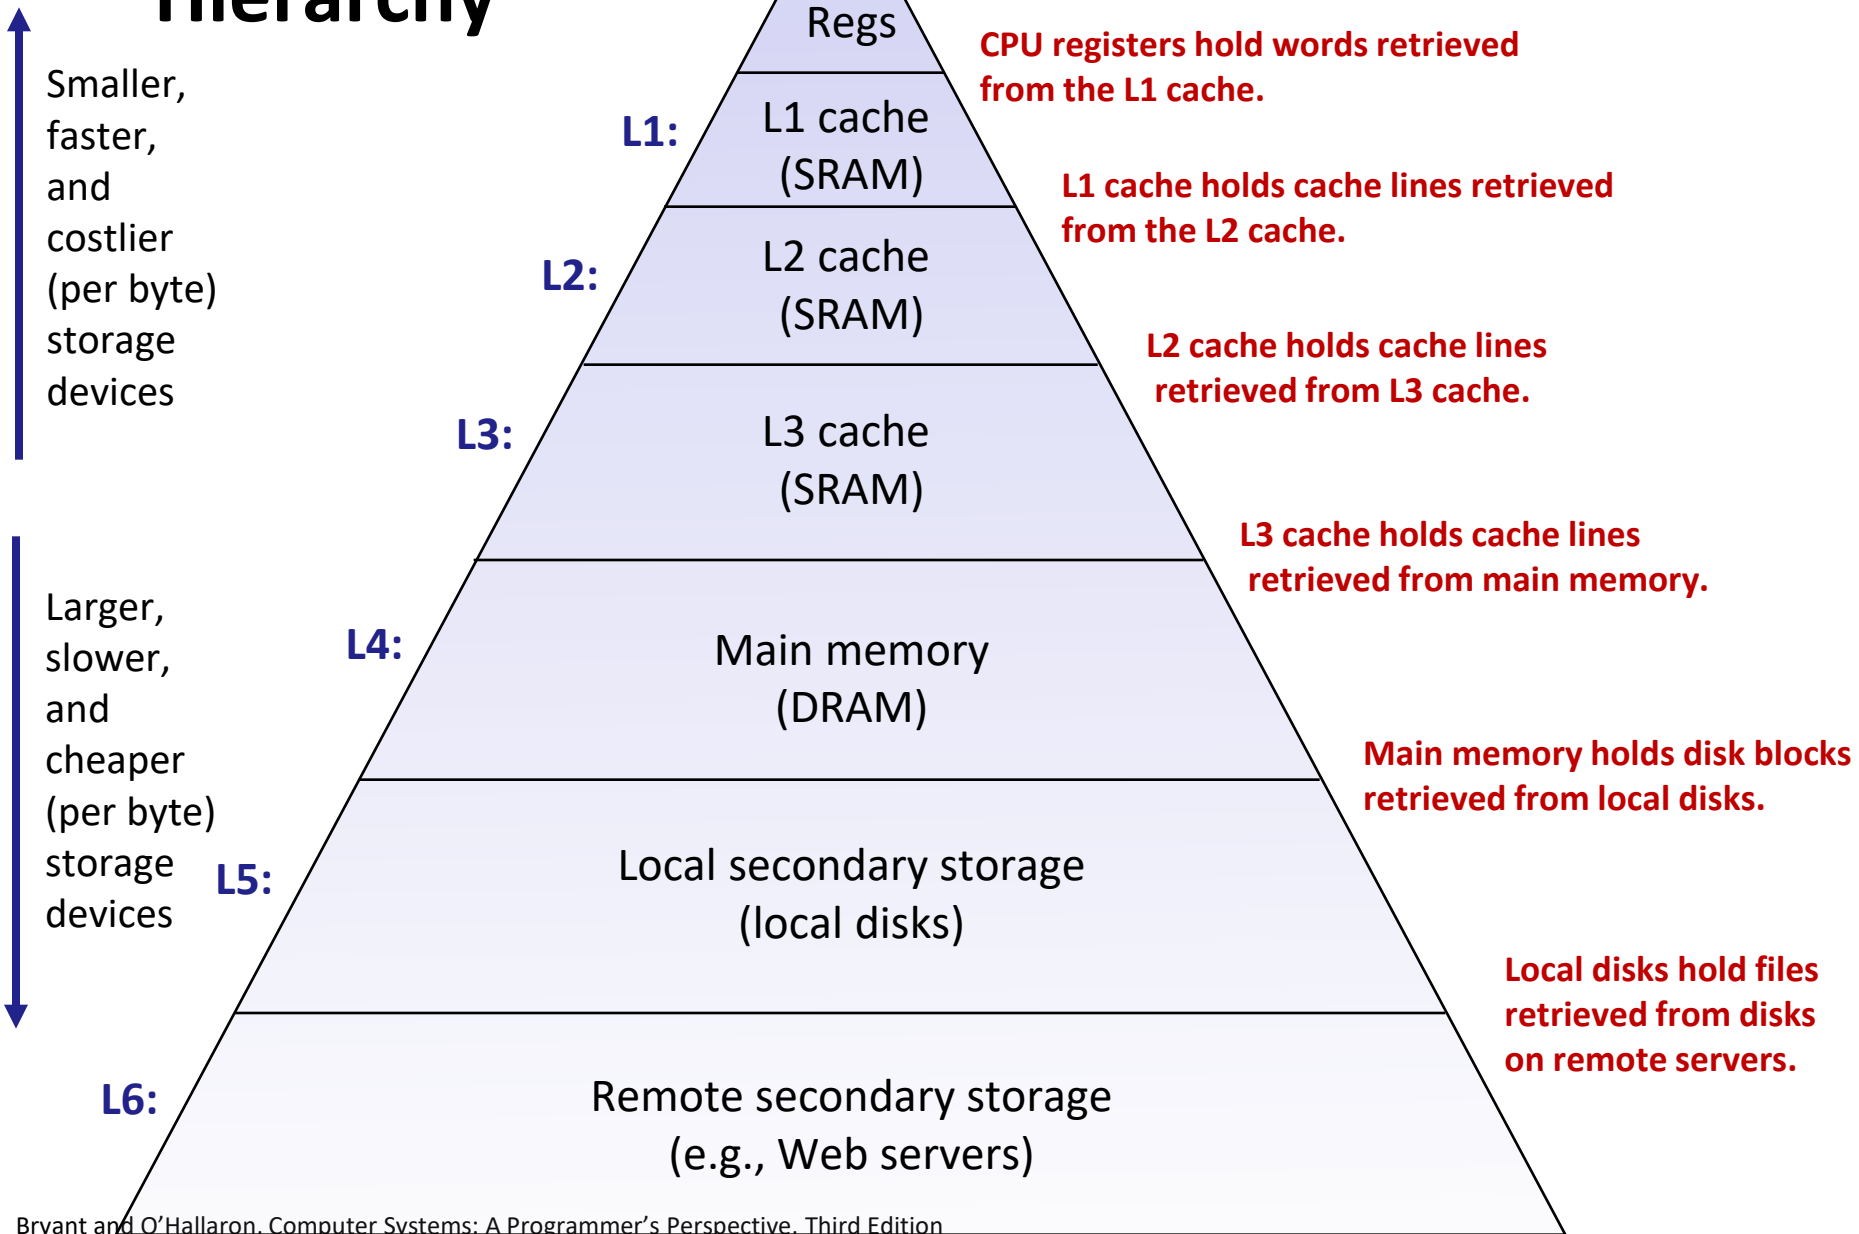 Hierarchy
Regs
CPU registers hold words retrieved
from the L1 cache.
Smaller,
faster,
and
costlier
(per byte)
storage
devices
L1:
L1 cache
(SRAM)
L1 cache holds cache lines retrieved
from the L2 cache.
L2:
L2 cache
(SRAM)
L2 cache holds cache lines
retrieved from L3 cache.
L3:
L3 cache
(SRAM)
L3 cache holds cache lines
retrieved from main memory.
Larger,
slower,
and
cheaper
(per byte)
storage
devices
L4:
Main memory
(DRAM)
Main memory holds disk blocks
retrieved from local disks.
L5:
Local secondary storage
(local disks)
Local disks hold files
retrieved from disks
on remote servers.
L6:
Remote secondary storage
(e.g., Web servers)
Bryant and O'Hallaron, Computer Systems: A Programmer's Perspective, Third Edition